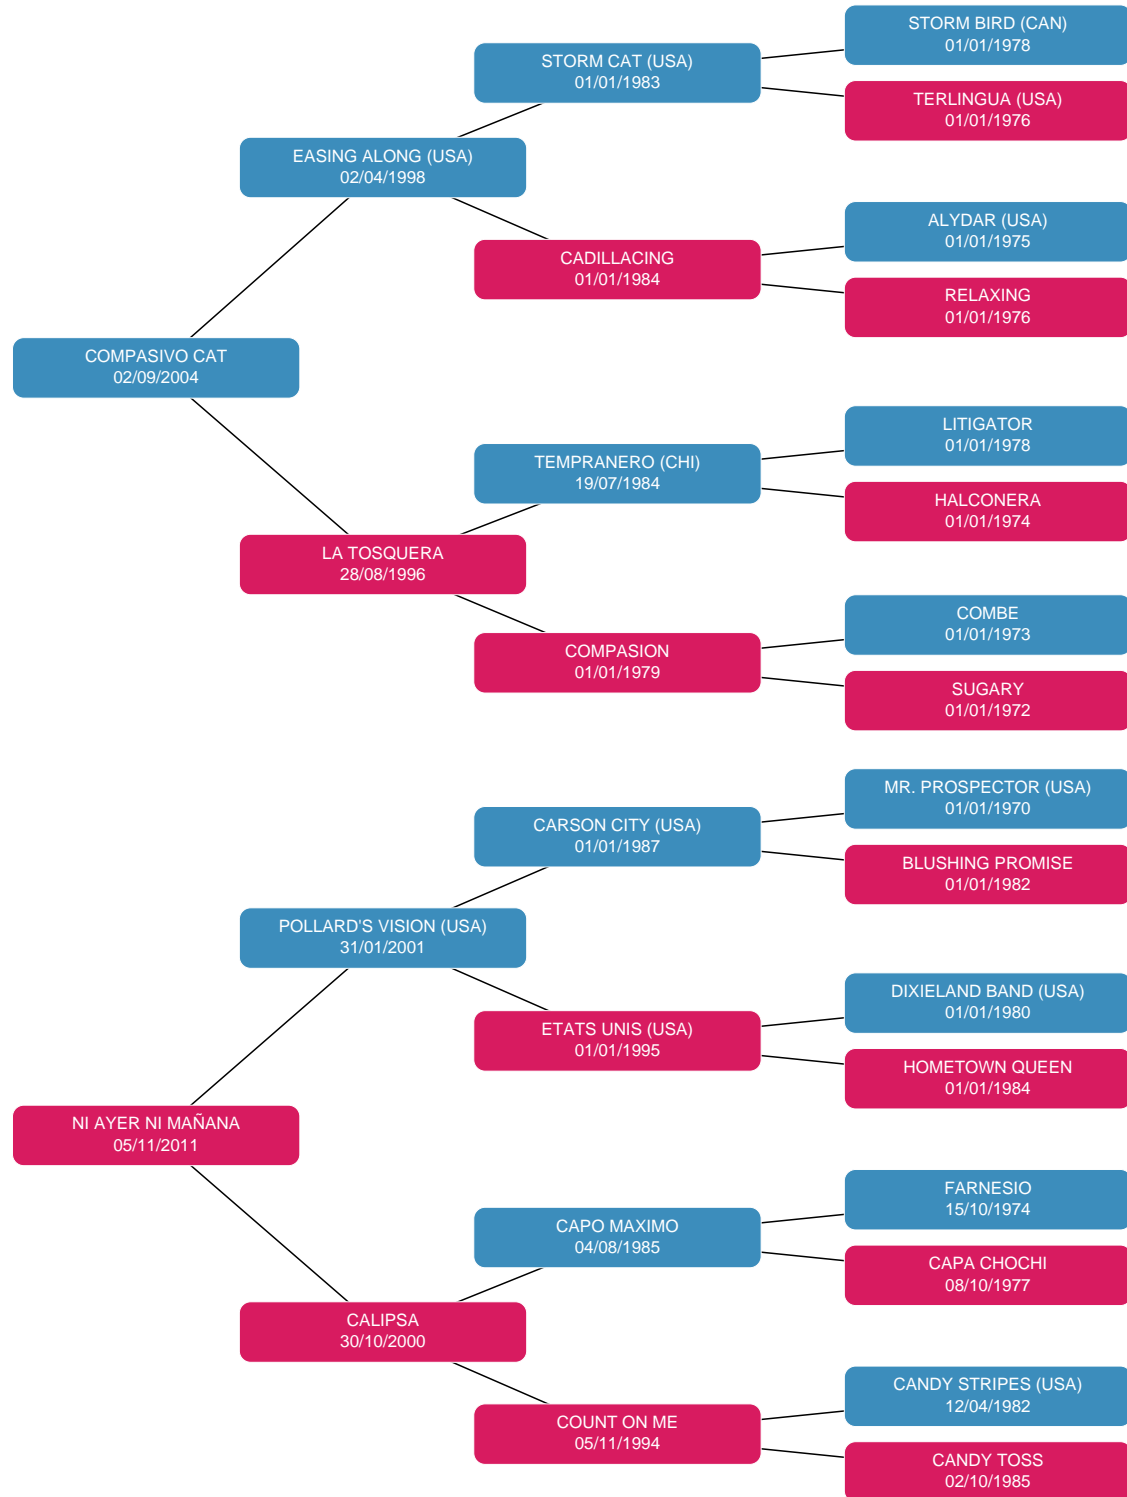 STORM BIRD (CAN)
01/01/1978
STORM CAT (USA)
01/01/1983
TERLINGUA (USA)
01/01/1976
EASING ALONG (USA)
02/04/1998
ALYDAR (USA)
01/01/1975
CADILLACING
01/01/1984
RELAXING
01/01/1976
COMPASIVO CAT
02/09/2004
LITIGATOR
01/01/1978
TEMPRANERO (CHI)
19/07/1984
HALCONERA
01/01/1974
LA TOSQUERA
28/08/1996
COMBE
01/01/1973
COMPASION
01/01/1979
SUGARY
01/01/1972
MR. PROSPECTOR (USA)
01/01/1970
CARSON CITY (USA)
01/01/1987
BLUSHING PROMISE
01/01/1982
POLLARD'S VISION (USA)
31/01/2001
DIXIELAND BAND (USA)
01/01/1980
ETATS UNIS (USA)
01/01/1995
HOMETOWN QUEEN
01/01/1984
NI AYER NI MAÑANA
05/11/2011
FARNESIO
15/10/1974
CAPO MAXIMO
04/08/1985
CAPA CHOCHI
08/10/1977
CALIPSA
30/10/2000
CANDY STRIPES (USA)
12/04/1982
COUNT ON ME
05/11/1994
CANDY TOSS
02/10/1985